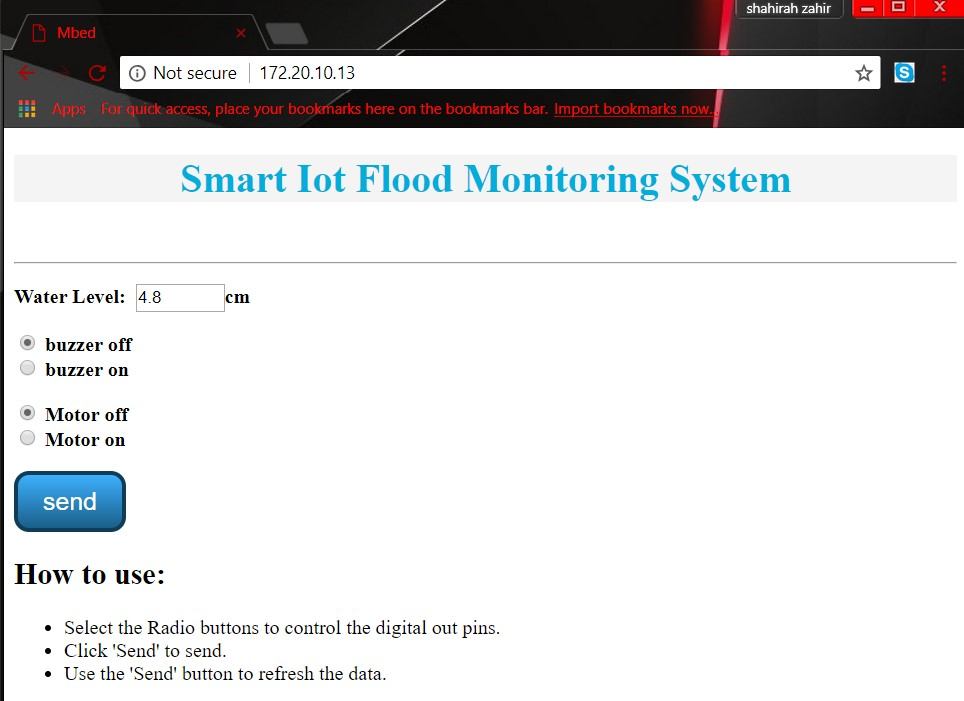 shahirah zahir
Mbed
Not secure 172.20.10.13
Apps For quick access, place your bookmarks here on the bookmarks bar. Import bookmarks now...
Smart Iot Flood Monitoring System
Water Level: 4.8 cm
buzzer off
buzzer on
Motor off
Motor on
send
How to use:
• Select the Radio buttons to control the digital out pins.
• Click 'Send' to send.
• Use the 'Send' button to refresh the data.